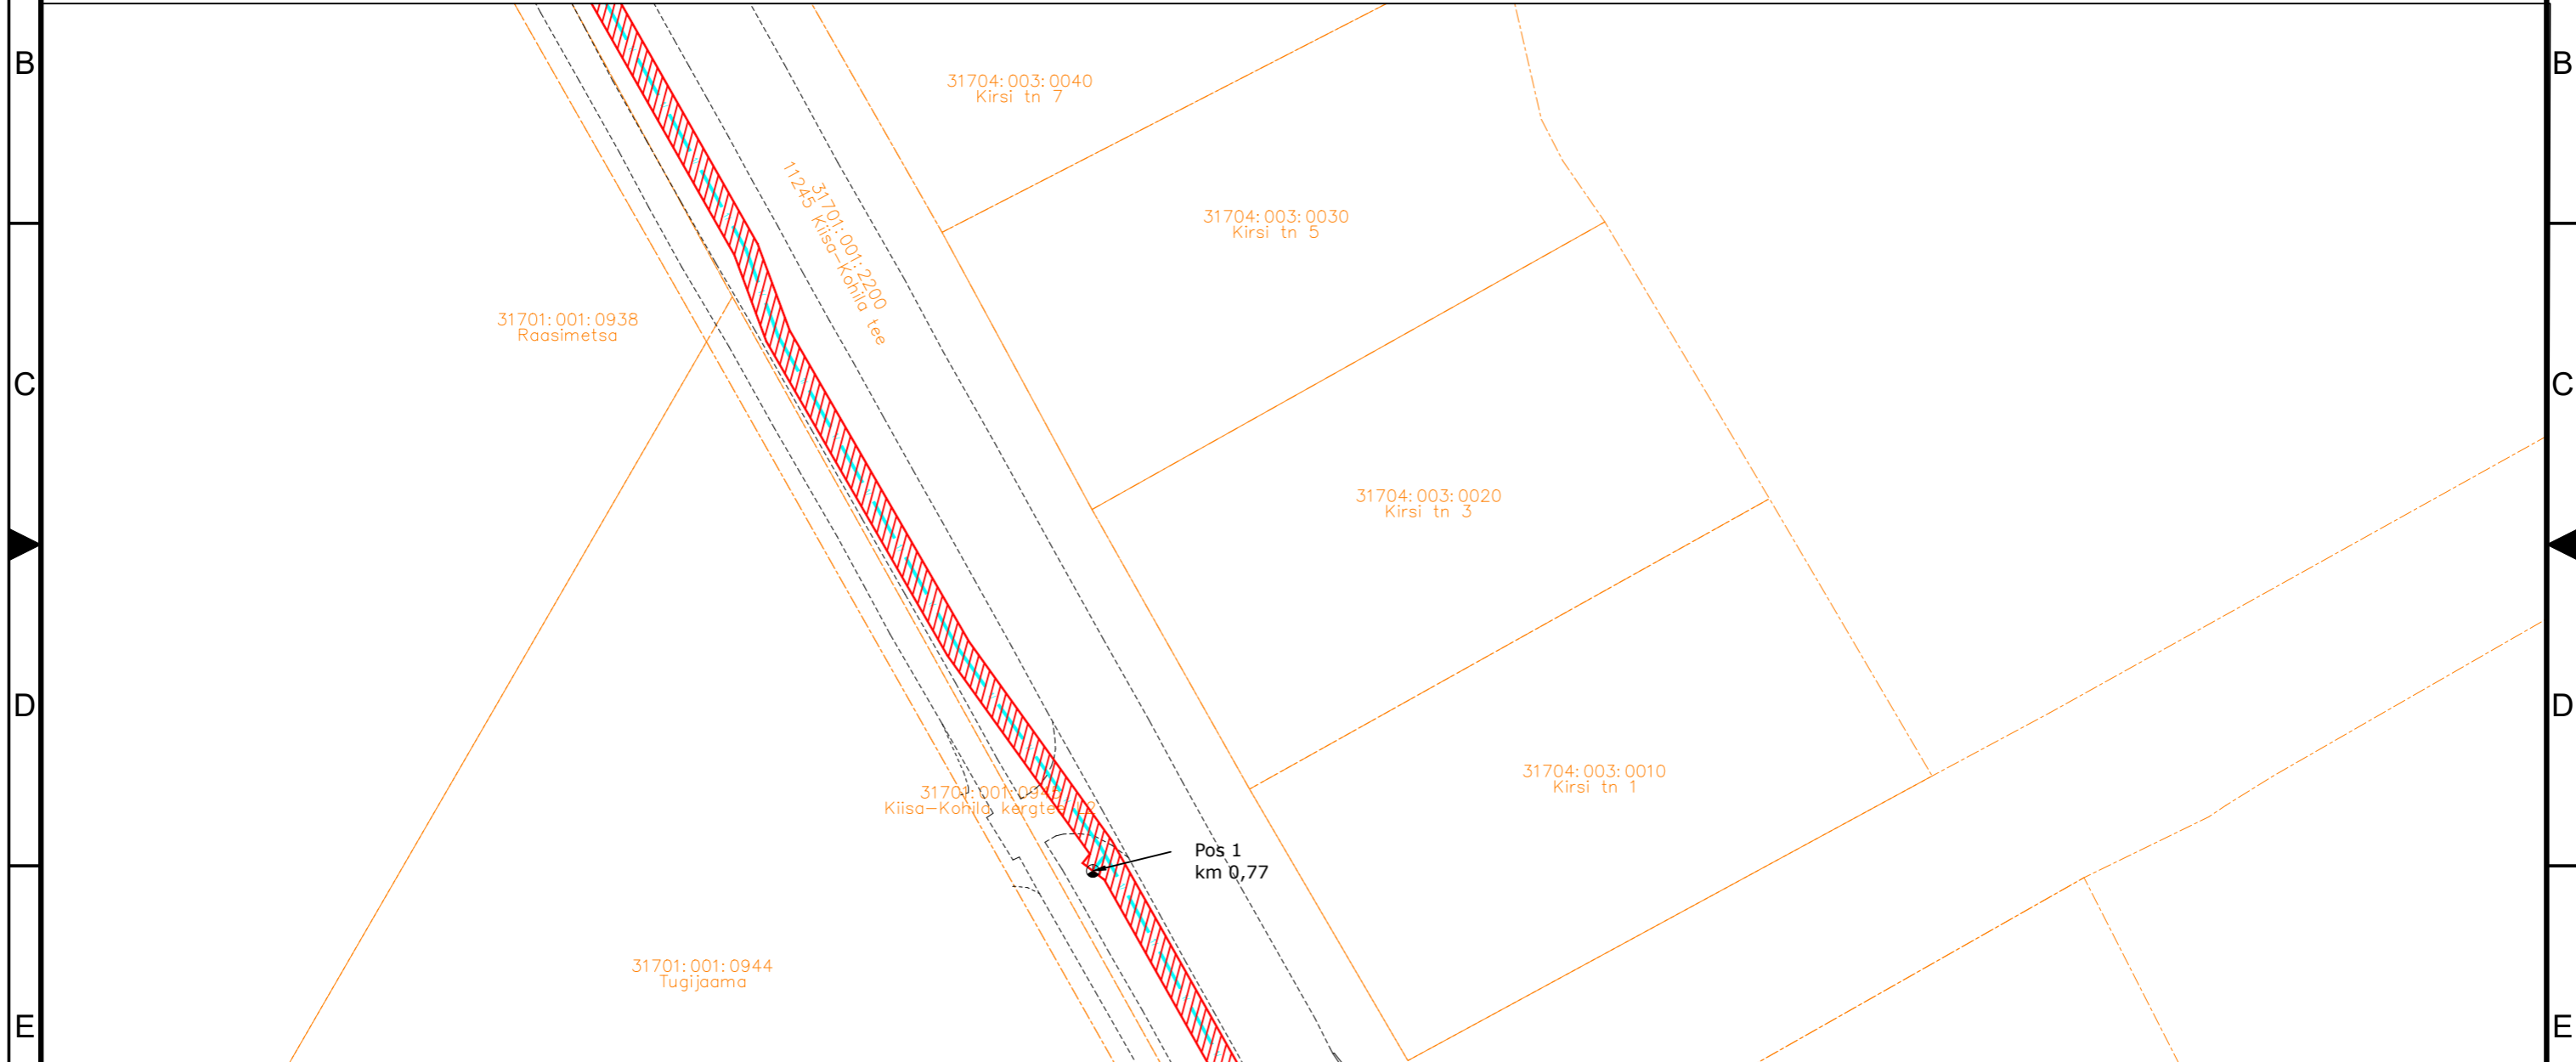 B
B
31704:003:0040
Kirsi tn 7
31701:001:2200
11245 Kiisa-Kohila tee
31704:003:0030
Kirsi tn 5
31701:001:0938
Raasimetsa
C
C
31704:003:0020
Kirsi tn 3
D
D
31704:003:0010
Kirsi tn 1
Kiisa-Kohila
Pos 1
km 0,77
31701:001:0944
Tugijaama
E
E